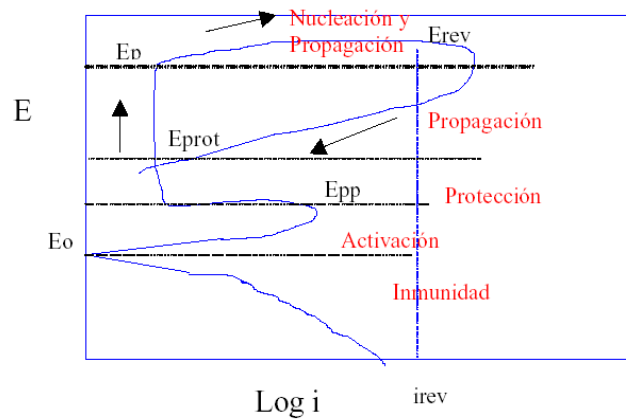 Nucleación y
Propagación
Erev
Ep
E
Propagación
Eprot
Epp
Protección
Eo
Activación
Inmunidad
Log i
irev